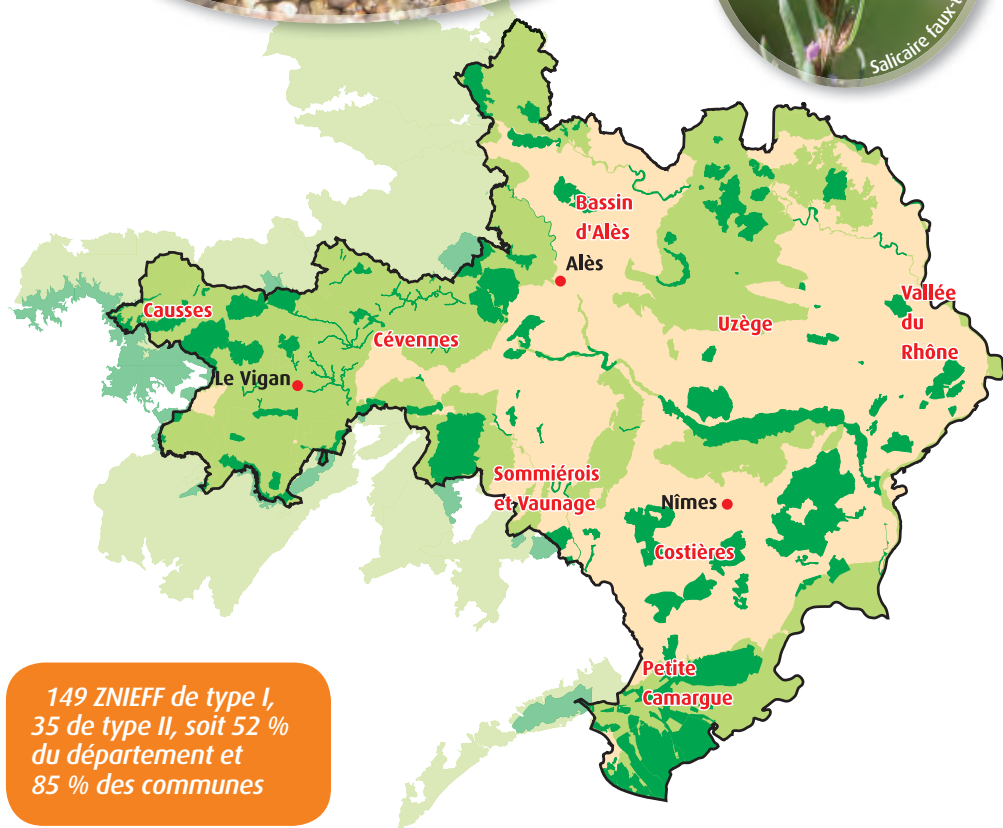 Salicaire faux-
Bassin
d'Alès
Alès
Causses
Cévennes
Uzège
Vallée
du
Rhône
Le Vigan
Sommiérois
et Vaunage
Nîmes
Costières
Petite
Camargue
149 ZNIEFF de type I,
35 de type II, soit 52 %
du département et
85 % des communes